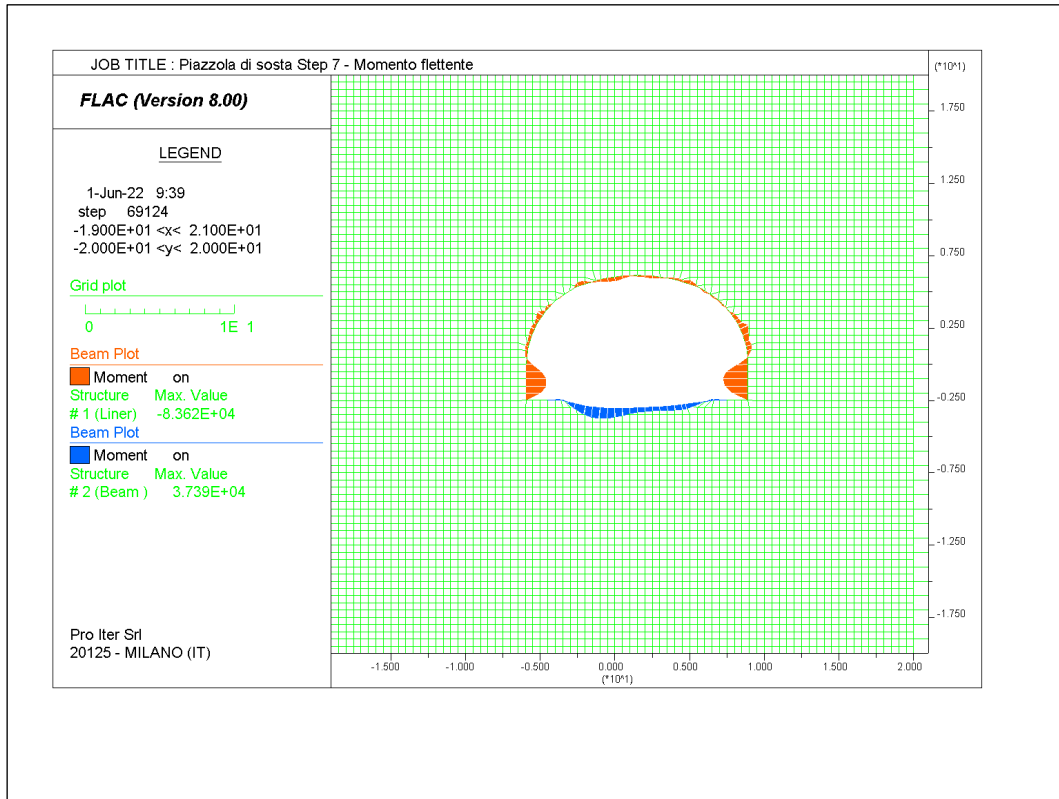 JOB TITLE : Piazzola di sosta Step 7 - Momento flettente
FLAC (Version 8.00)
LEGEND
1-Jun-22 9:39
step 69124
-1.900E+01 <x< 2.100E+01
-2.000E+01 <y< 2.000E+01
Grid plot
0 1E 1
Beam Plot
Moment on
Structure Max. Value
# 1 (Liner) -8.362E+04
Beam Plot
Moment on
Structure Max. Value
# 2 (Beam ) 3.739E+04
Pro Iter Srl
20125 - MILANO (IT)
(*10^1)
1.750
1.250
0.750
0.250
-0.250
-0.750
-1.250
-1.750
-1.500 -1.000 -0.500 0.000 0.500 1.000 1.500 2.000
(*10^1)